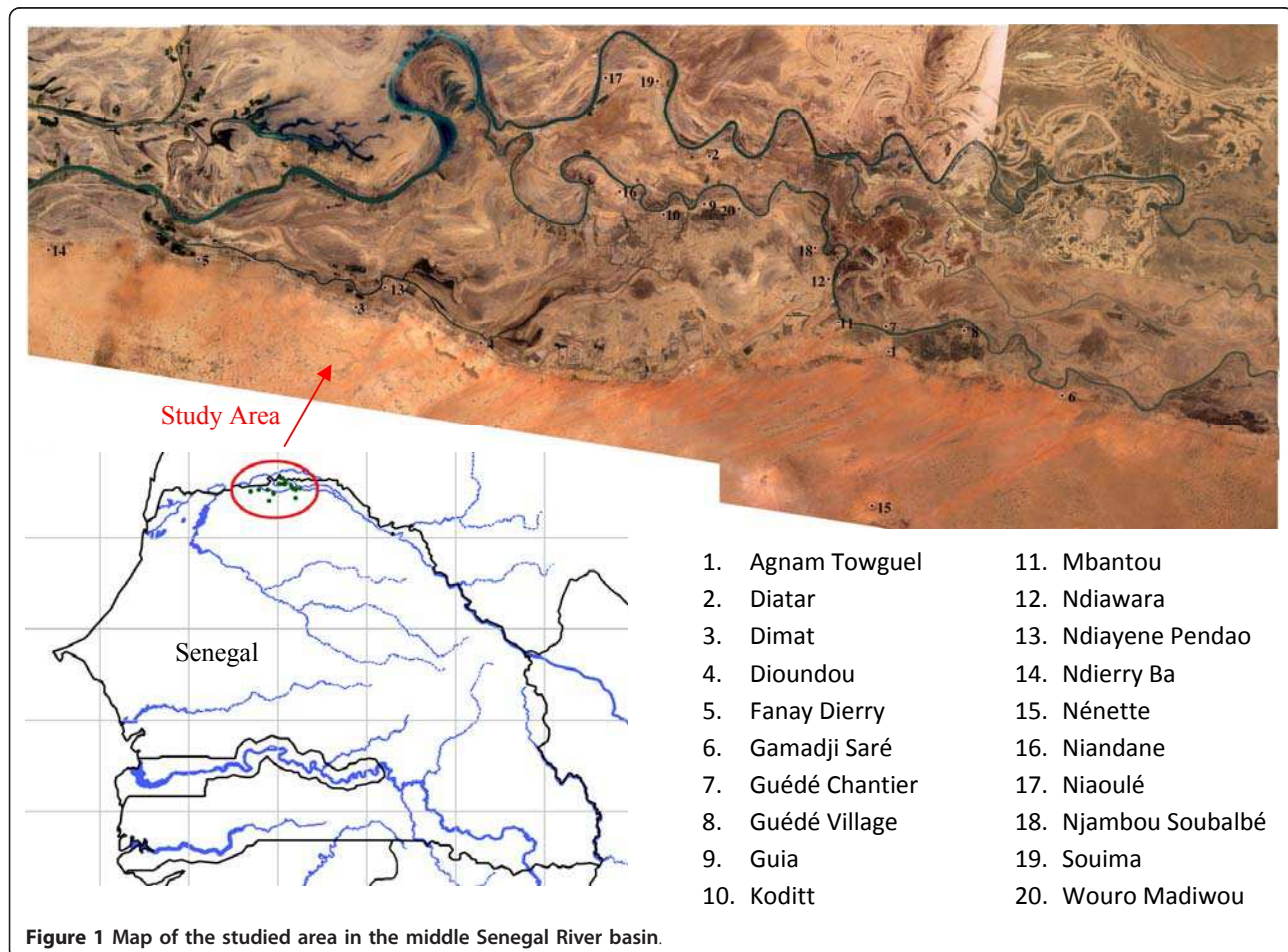 17
19
2
16
9
10
20
14
5
18
12
13
3
11
7
8
4
1
6
15
Study Area
Senegal
1. Agnam Towguel
2. Diatar
3. Dimat
4. Dioundou
5. Fanay Dierry
6. Gamadji Saré
7. Guédé Chantier
8. Guédé Village
9. Guia
10. Koditt
11. Mbantou
12. Ndiawara
13. Ndiayene Pendao
14. Ndierry Ba
15. Nénette
16. Niandane
17. Niaoulé
18. Njambou Soubalbé
19. Souima
20. Wouro Madiwou
Figure 1 Map of the studied area in the middle Senegal River basin.